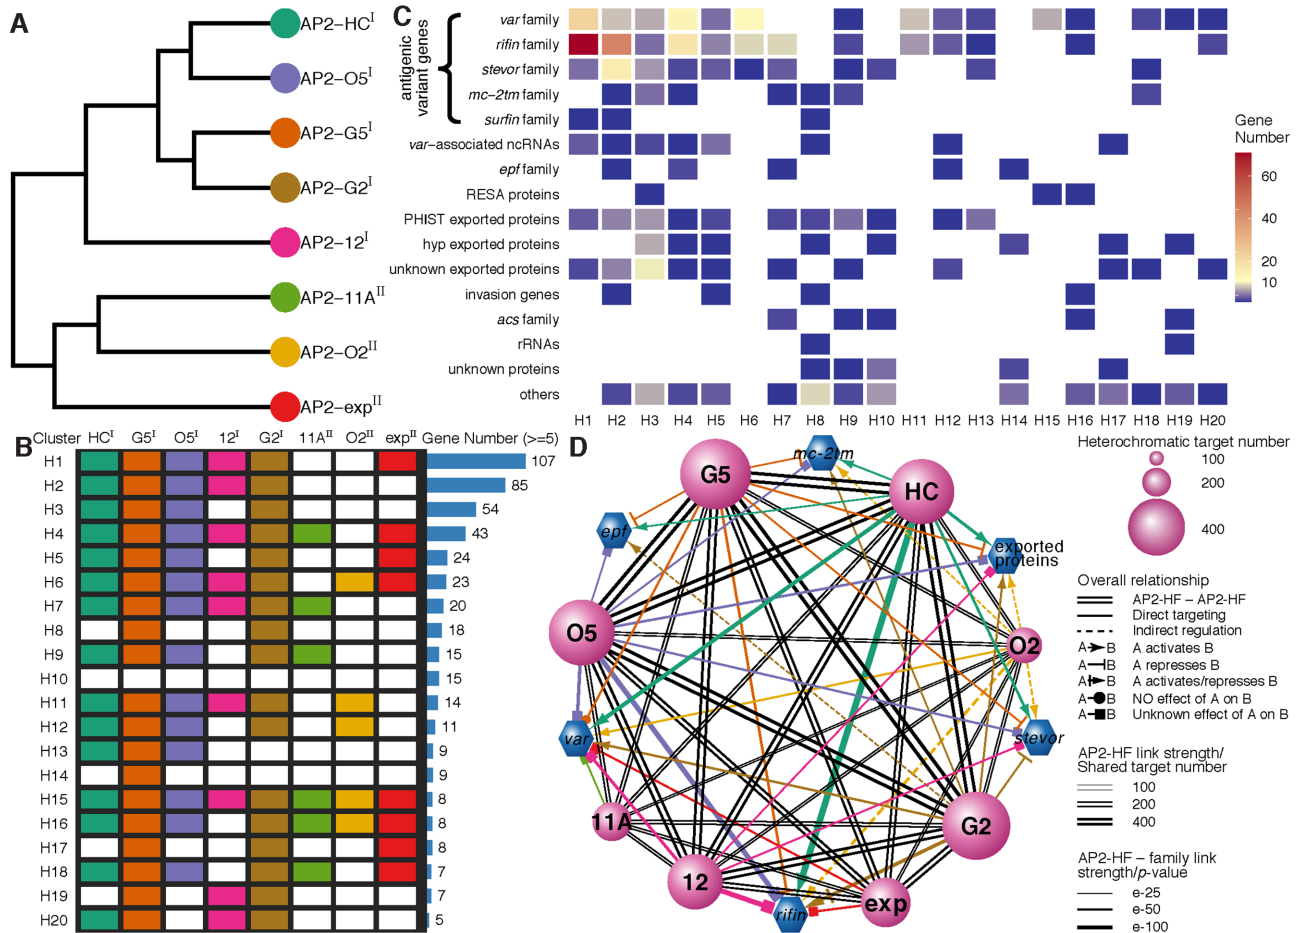 A
AP2-HC^I
AP2-O5^I
AP2-G5^I
AP2-G2^I
AP2-12^I
AP2-11A^II
AP2-O2^II
AP2-exp^II
C
antigenic
variant genes
var family
rifin family
stevor family
mc-2tm family
surfin family
var-associated ncRNAs
epf family
RESA proteins
PHIST exported proteins
hyp exported proteins
unknown exported proteins
invasion genes
acs family
rRNAs
unknown proteins
others
H1 H2 H3 H4 H5 H6 H7 H8 H9 H10 H11 H12 H13 H14 H15 H16 H17 H18 H19 H20
Gene
Number
60
40
20
10
B
Cluster HC^I G5^I O5^I 12^I G2^I 11A^II O2^II exp^II Gene Number (>=5)
H1 107
H2 85
H3 54
H4 43
H5 24
H6 23
H7 20
H8 18
H9 15
H10 15
H11 14
H12 11
H13 9
H14 9
H15 8
H16 8
H17 8
H18 7
H19 7
H20 5
D
mc-2tm
G5
HC
epf
exported
proteins
O5
O2
var
stevor
11A
G2
12
exp
rifin
Heterochromatic target number
100
200
400
Overall relationship
AP2-HF – AP2-HF
Direct targeting
Indirect regulation
A B A activates B
A B A represses B
A B A activates/represses B
A B NO effect of A on B
A B Unknown effect of A on B
AP2-HF link strength/
Shared target number
100
200
400
AP2-HF – family link
strength/p-value
e-25
e-50
e-100